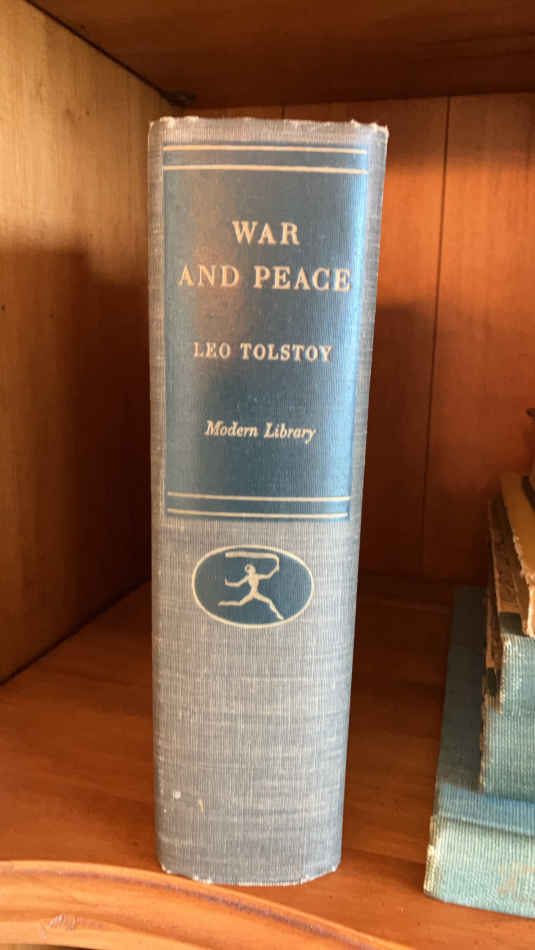 WAR
AND PEACE
LEO TOLSTOY
Modern Library